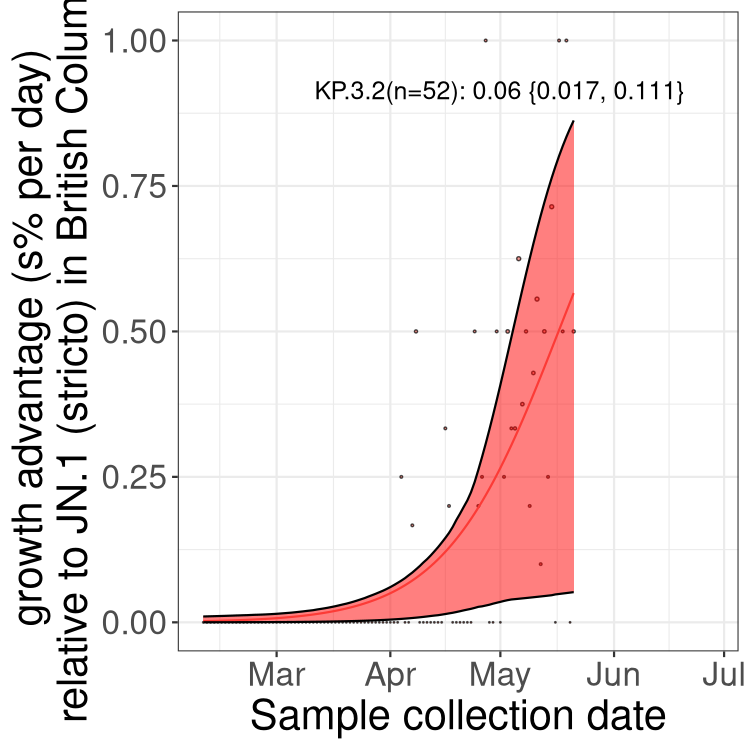 growth advantage (s% per day)
relative to JN.1 (stricto) in British Colum
1.00
0.75
0.50
0.25
0.00
KP.3.2(n=52): 0.06 {0.017, 0.111}
Mar Apr May Jun Jul
Sample collection date